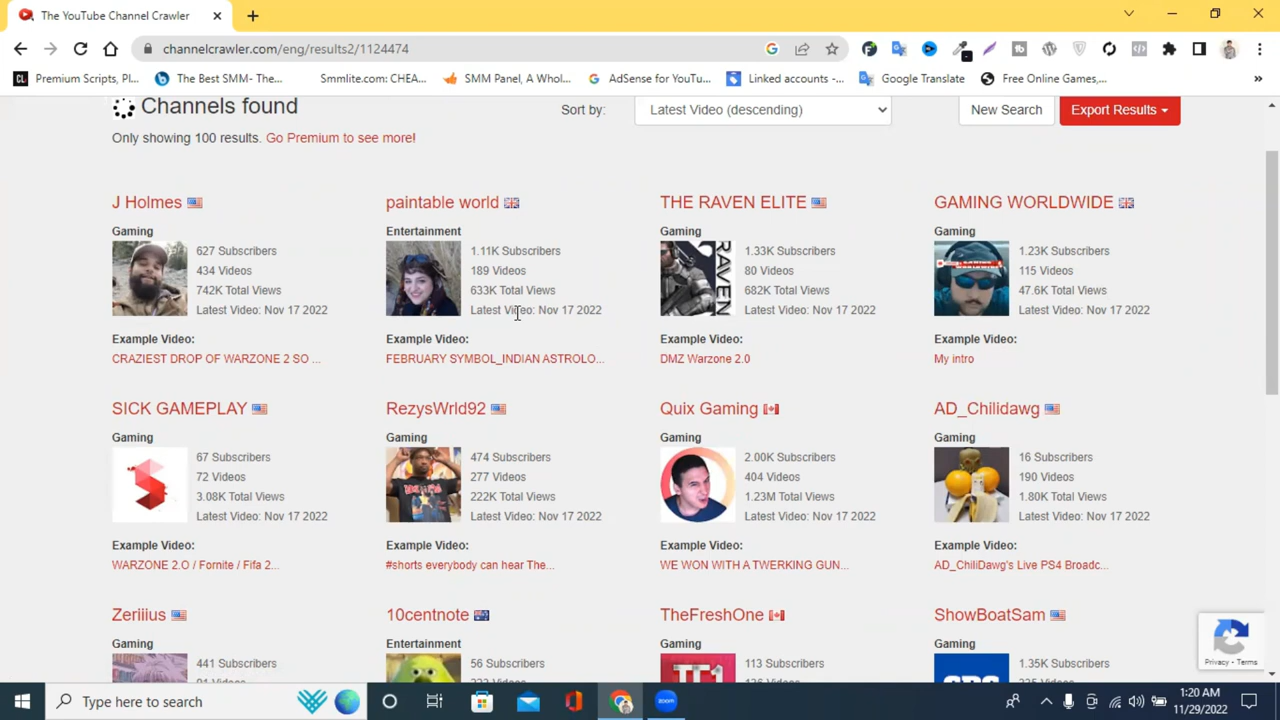 The YouTube Channel Crawler
channelcrawler.com/eng/results2/1124474
Premium Scripts, Pl...
The Best SMM- The...
Smmlite.com: CHEA...
SMM Panel, A Whol...
AdSense for YouTu...
Linked accounts -...
Google Translate
Free Online Games,...
Channels found
Sort by:
Latest Video (descending)
New Search
Export Results
Only showing 100 results. Go Premium to see more!
J Holmes
Gaming
627 Subscribers
434 Videos
742K Total Views
Latest Video: Nov 17 2022
Example Video:
CRAZIEST DROP OF WARZONE 2 SO ...
paintable world
Entertainment
1.11K Subscribers
189 Videos
633K Total Views
Latest Video: Nov 17 2022
Example Video:
FEBRUARY SYMBOL_INDIAN ASTROLO...
THE RAVEN ELITE
Gaming
RAVEN
1.33K Subscribers
80 Videos
682K Total Views
Latest Video: Nov 17 2022
Example Video:
DMZ Warzone 2.0
GAMING WORLDWIDE
Gaming
1.23K Subscribers
115 Videos
47.6K Total Views
Latest Video: Nov 17 2022
Example Video:
My intro
SICK GAMEPLAY
Gaming
67 Subscribers
72 Videos
3.08K Total Views
Latest Video: Nov 17 2022
Example Video:
WARZONE 2.O / Fornite / Fifa 2...
RezysWrld92
Gaming
474 Subscribers
277 Videos
222K Total Views
Latest Video: Nov 17 2022
Example Video:
#shorts everybody can hear The...
Quix Gaming
Gaming
2.00K Subscribers
404 Videos
1.23M Total Views
Latest Video: Nov 17 2022
Example Video:
WE WON WITH A TWERKING GUN...
AD_Chilidawg
Gaming
16 Subscribers
190 Videos
1.80K Total Views
Latest Video: Nov 17 2022
Example Video:
AD_ChiliDawg's Live PS4 Broadc...
Zeriiius
Gaming
441 Subscribers
10centnote
Entertainment
56 Subscribers
TheFreshOne
Gaming
113 Subscribers
ShowBoatSam
Gaming
1.35K Subscribers
Privacy - Terms
Type here to search
zoom
1:20 AM
11/29/2022